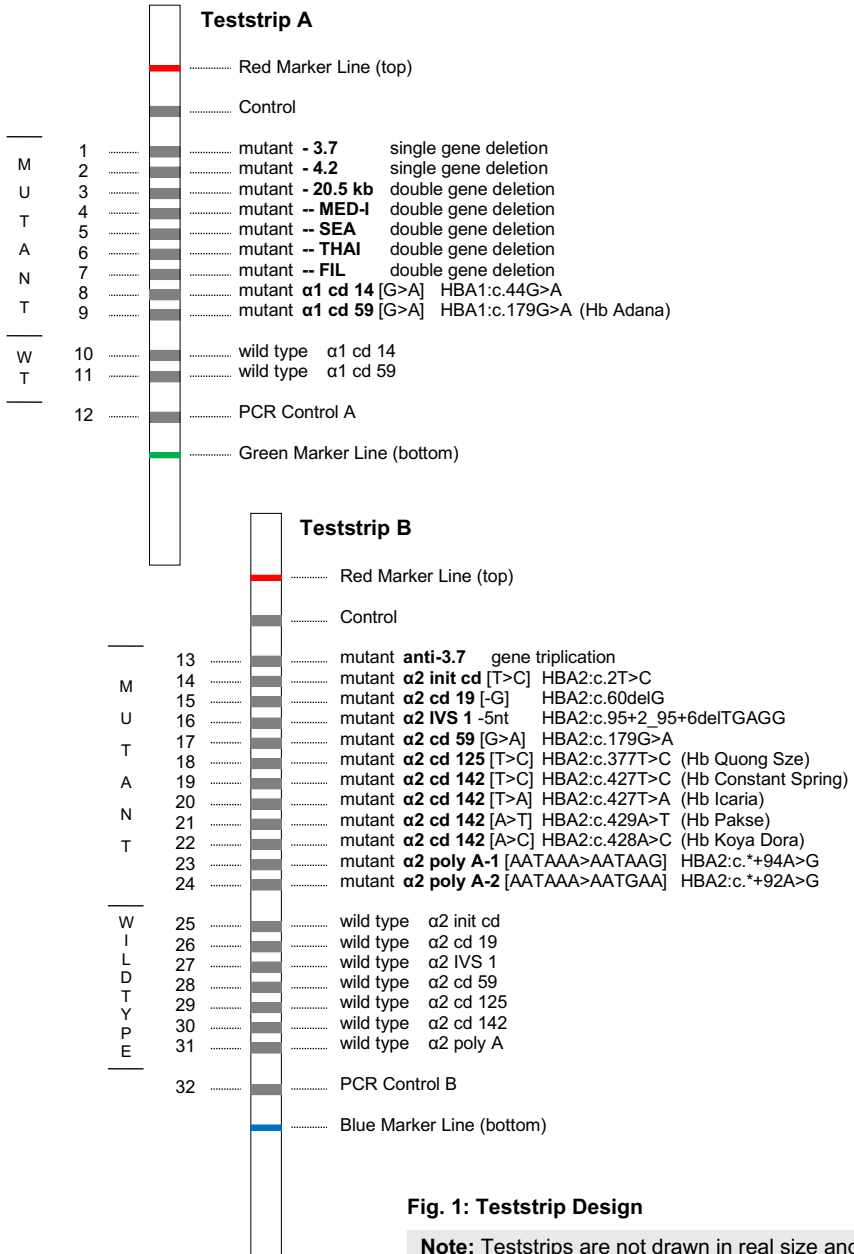 Teststrip A
Red Marker Line (top)
Control
M U T A N T
1 mutant - 3.7 single gene deletion
2 mutant - 4.2 single gene deletion
3 mutant - 20.5 kb double gene deletion
4 mutant -- MED-I double gene deletion
5 mutant -- SEA double gene deletion
6 mutant -- THAI double gene deletion
7 mutant -- FIL double gene deletion
8 mutant α1 cd 14 [G>A] HBA1:c.44G>A
9 mutant α1 cd 59 [G>A] HBA1:c.179G>A (Hb Adana)
W T
10 wild type α1 cd 14
11 wild type α1 cd 59
12 PCR Control A
Green Marker Line (bottom)
Teststrip B
Red Marker Line (top)
Control
M U T A N T
13 mutant anti-3.7 gene triplication
14 mutant α2 init cd [T>C] HBA2:c.2T>C
15 mutant α2 cd 19 [-G] HBA2:c.60delG
16 mutant α2 IVS 1 -5nt HBA2:c.95+2_95+6delTGAGG
17 mutant α2 cd 59 [G>A] HBA2:c.179G>A
18 mutant α2 cd 125 [T>C] HBA2:c.377T>C (Hb Quong Sze)
19 mutant α2 cd 142 [T>C] HBA2:c.427T>C (Hb Constant Spring)
20 mutant α2 cd 142 [T>A] HBA2:c.427T>A (Hb Icaria)
21 mutant α2 cd 142 [A>T] HBA2:c.429A>T (Hb Pakse)
22 mutant α2 cd 142 [A>C] HBA2:c.428A>C (Hb Koya Dora)
23 mutant α2 poly A-1 [AATAAA>AATAAG] HBA2:c.*+94A>G
24 mutant α2 poly A-2 [AATAAA>AATGAA] HBA2:c.*+92A>G
W I L D T Y P E
25 wild type α2 init cd
26 wild type α2 cd 19
27 wild type α2 IVS 1
28 wild type α2 cd 59
29 wild type α2 cd 125
30 wild type α2 cd 142
31 wild type α2 poly A
32 PCR Control B
Blue Marker Line (bottom)
Fig. 1: Teststrip Design
Note: Teststrips are not drawn in real size and